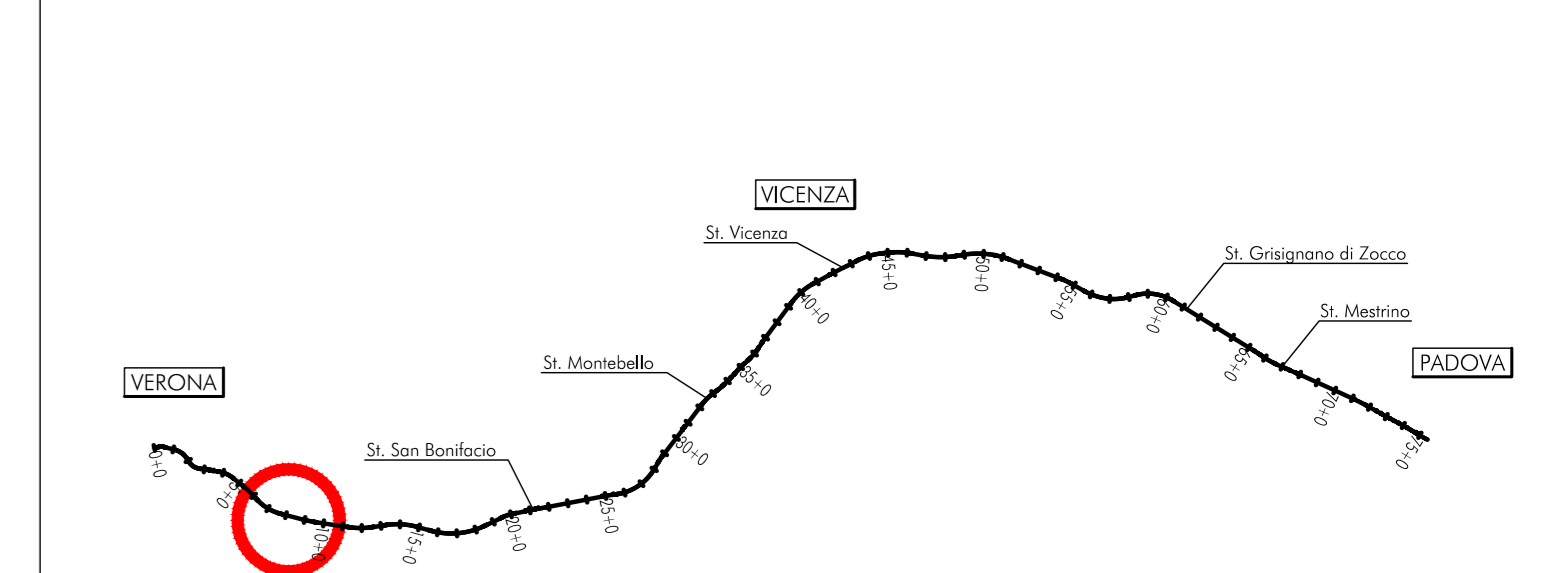 VICENZA
St. Vicenza
St. Grisignano di Zocco
St. Mestrino
PADOVA
St. Montebello
VERONA
St. San Bonifacio
0+0
5+0
10+0
15+0
20+0
25+0
30+0
35+0
40+0
45+0
50+0
55+0
60+0
65+0
70+0
75+0